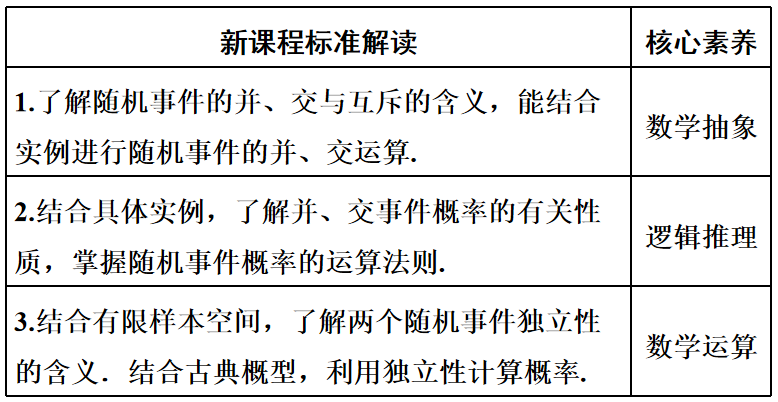 新课程标准解读 核心素养
1.了解随机事件的并、交与互斥的含义，能结合
实例进行随机事件的并、交运算.
数学抽象
2.结合具体实例，了解并、交事件概率的有关性
质，掌握随机事件概率的运算法则.
逻辑推理
3.结合有限样本空间，了解两个随机事件独立性
的含义．结合古典概型，利用独立性计算概率.
数学运算